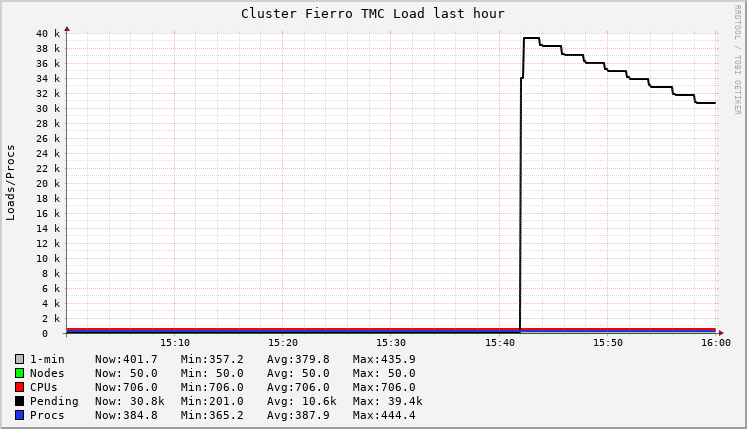 Cluster Fierro TMC Load last hour
RRDTOOL / TOBI OETIKER
Loads/Procs
40 k
38 k
36 k
34 k
32 k
30 k
28 k
26 k
24 k
22 k
20 k
18 k
16 k
14 k
12 k
10 k
8 k
6 k
4 k
2 k
0
15:10 15:20 15:30 15:40 15:50 16:00
1-min Now:401.7 Min:357.2 Avg:379.8 Max:435.9
Nodes Now: 50.0 Min: 50.0 Avg: 50.0 Max: 50.0
CPUs Now:706.0 Min:706.0 Avg:706.0 Max:706.0
Pending Now: 30.8k Min:201.0 Avg: 10.6k Max: 39.4k
Procs Now:384.8 Min:365.2 Avg:387.9 Max:444.4